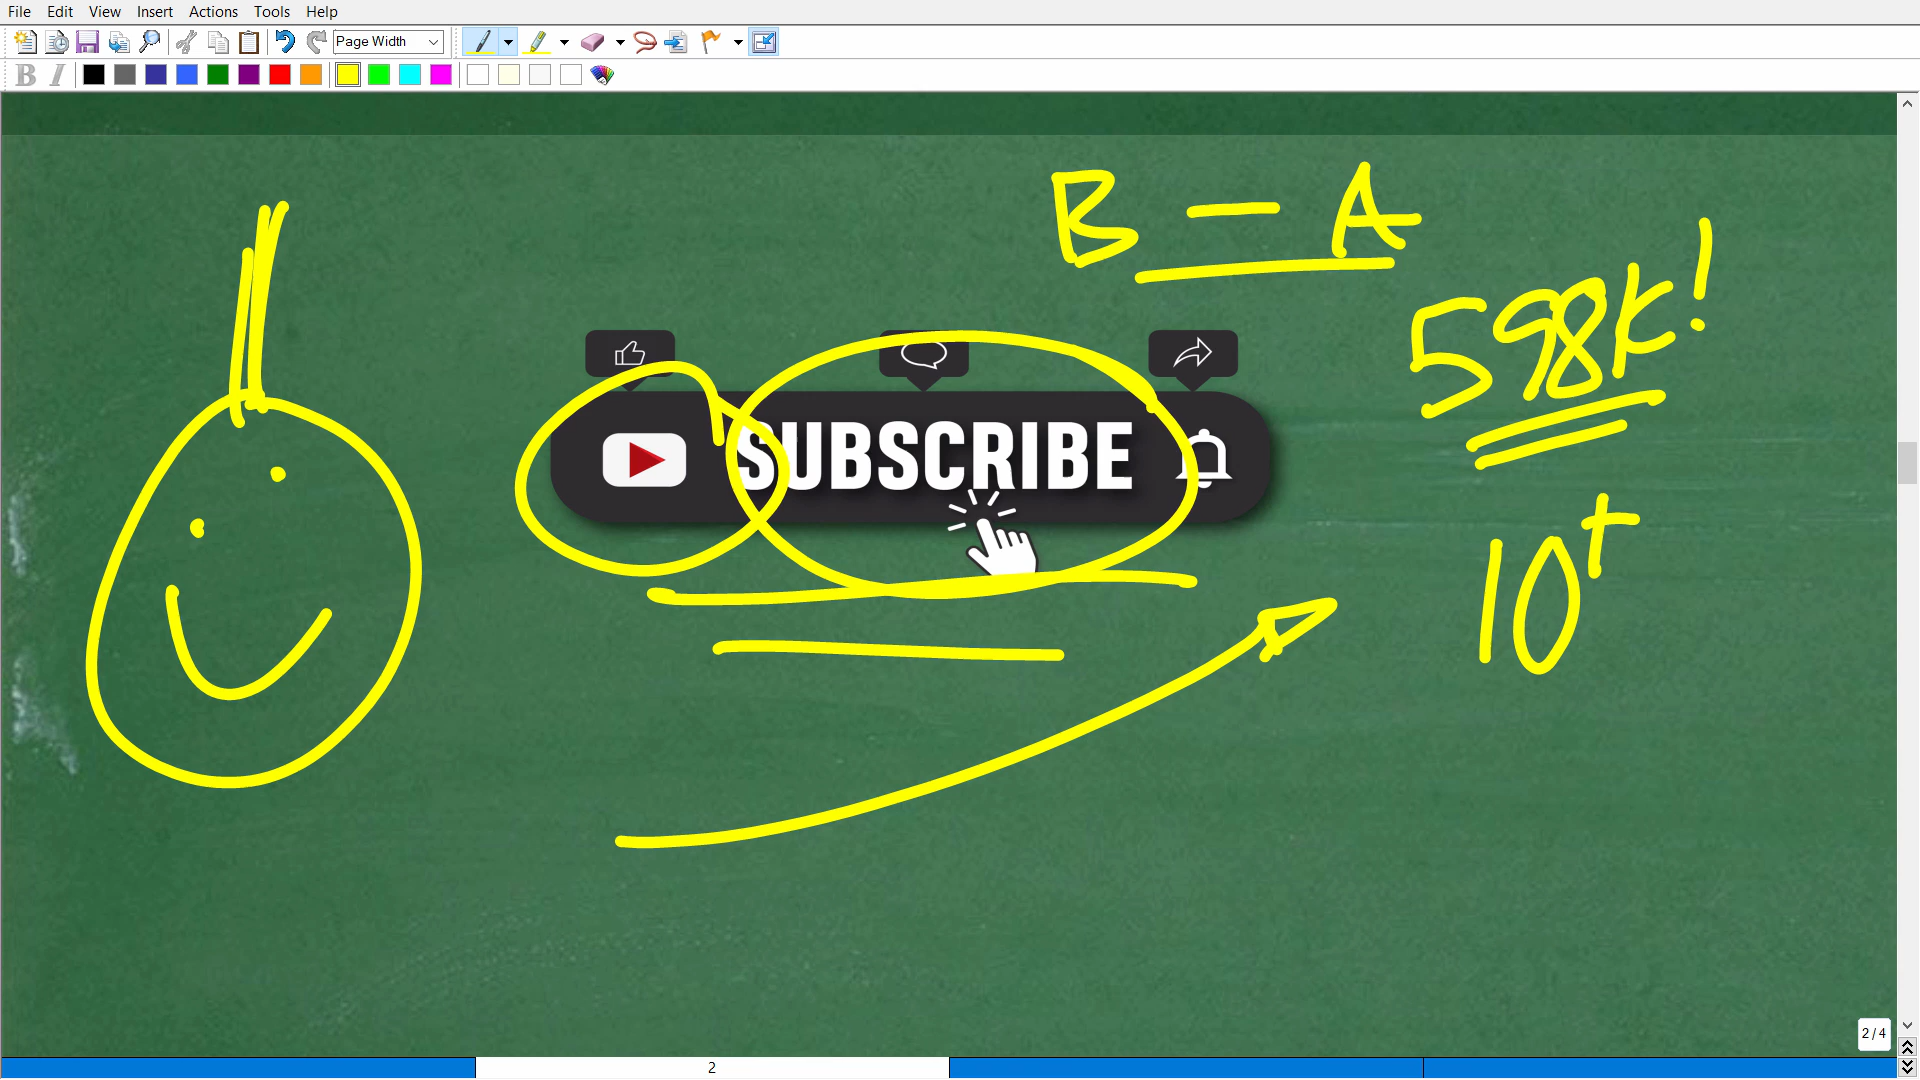 File Edit View Insert Actions Tools Help
Page Width
B I
B – A
598K!
SUBSCRIBE
10+
2 / 4
2